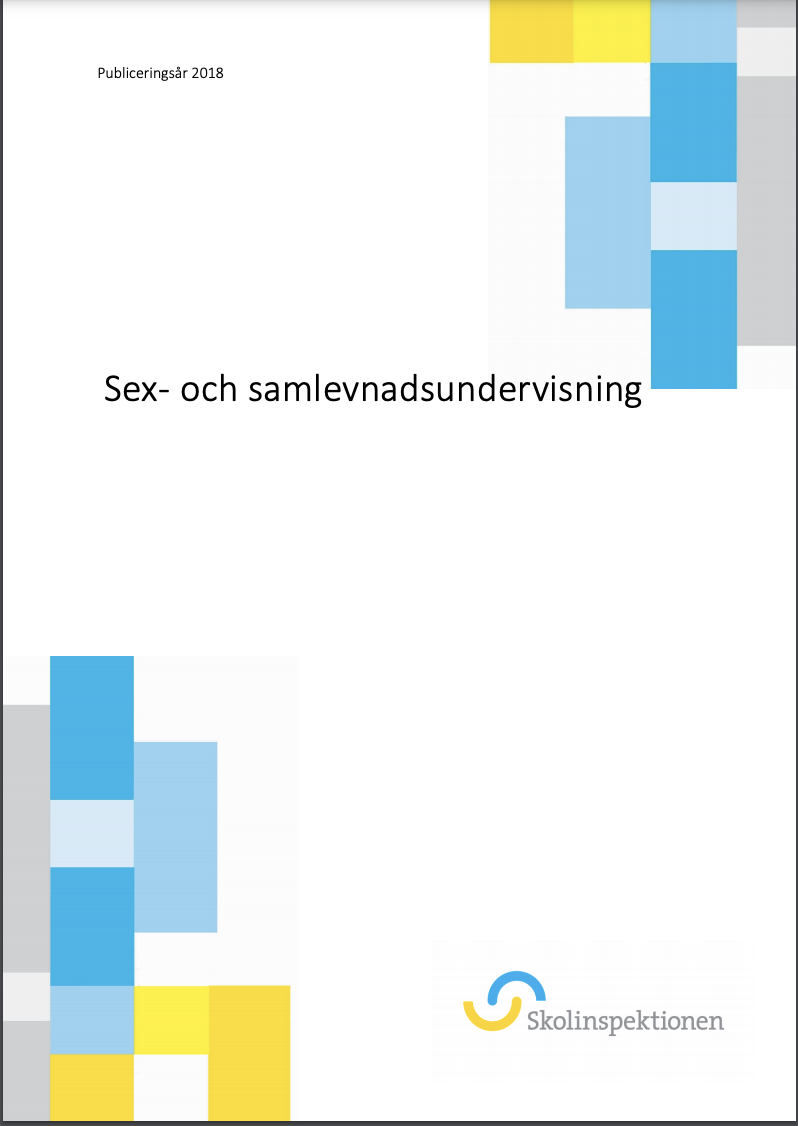 Publiceringsår 2018
Sex- och samlevnadsundervisning
Skolinspektionen